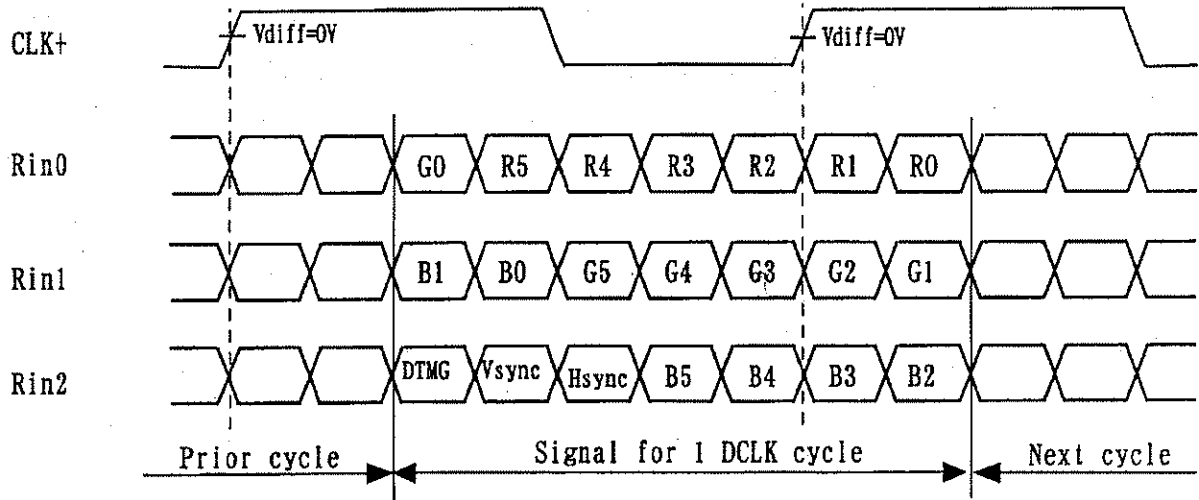 CLK+ Vdiff=0V Vdiff=0V
Rin0 G0 R5 R4 R3 R2 R1 R0
Rin1 B1 B0 G5 G4 G3 G2 G1
Rin2 DTMG Vsync Hsync B5 B4 B3 B2
Prior cycle Signal for 1 DCLK cycle Next cycle